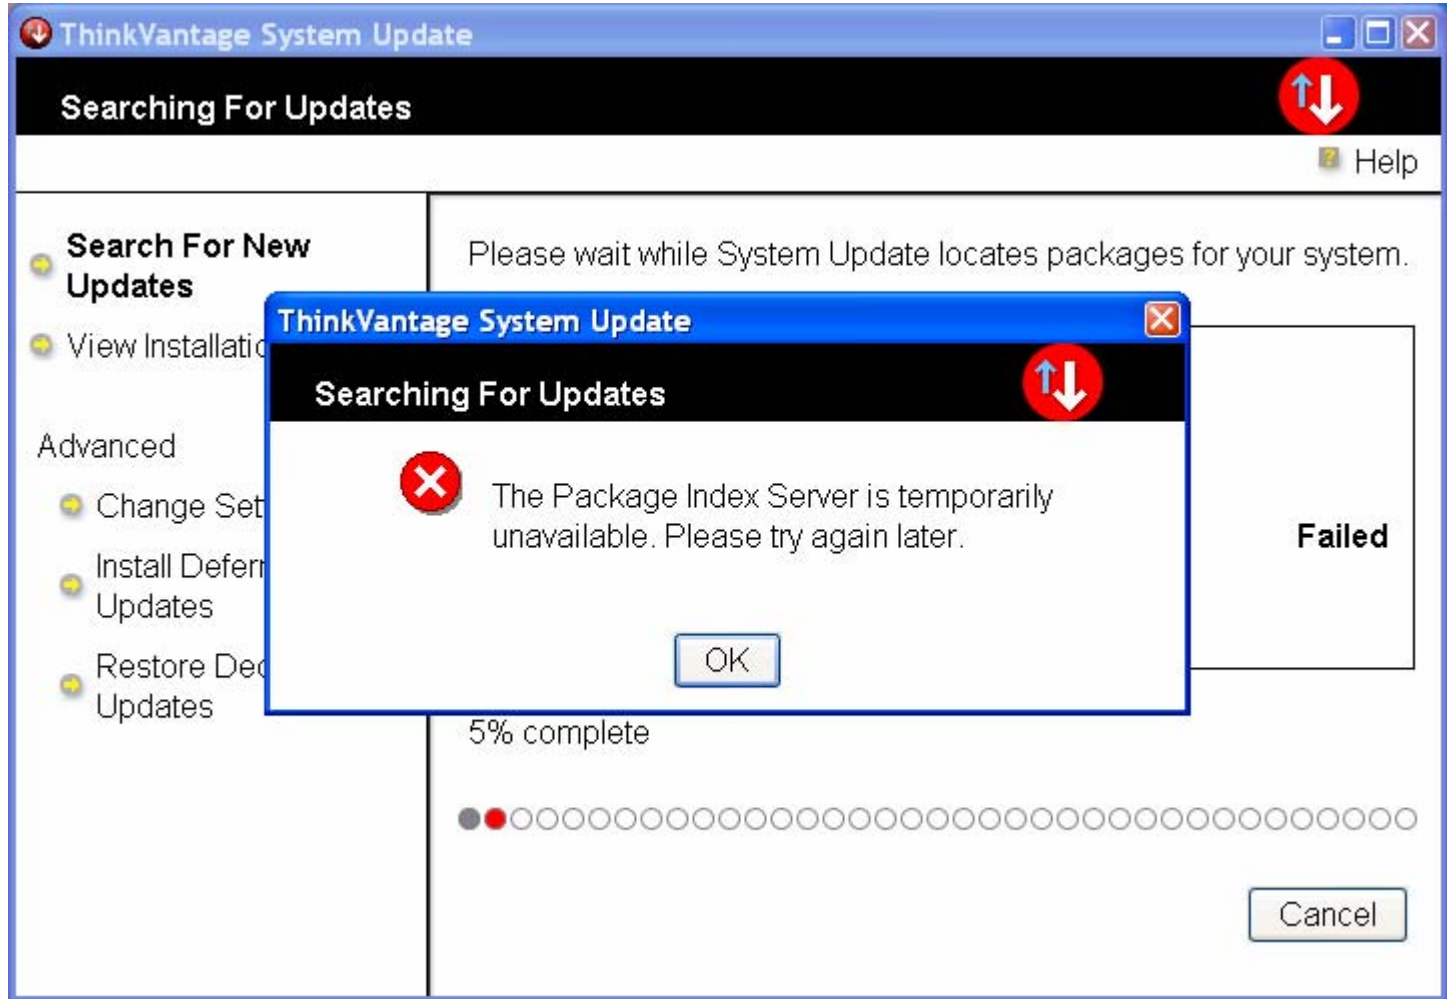 ThinkVantage System Update
Searching For Updates
Help
Search For New
Updates
View Installatio
Advanced
Change Set
Install Deferr
Updates
Restore Dec
Updates
Please wait while System Update locates packages for your system.
ThinkVantage System Update
Searching For Updates
The Package Index Server is temporarily
unavailable. Please try again later.
OK
Failed
5% complete
Cancel